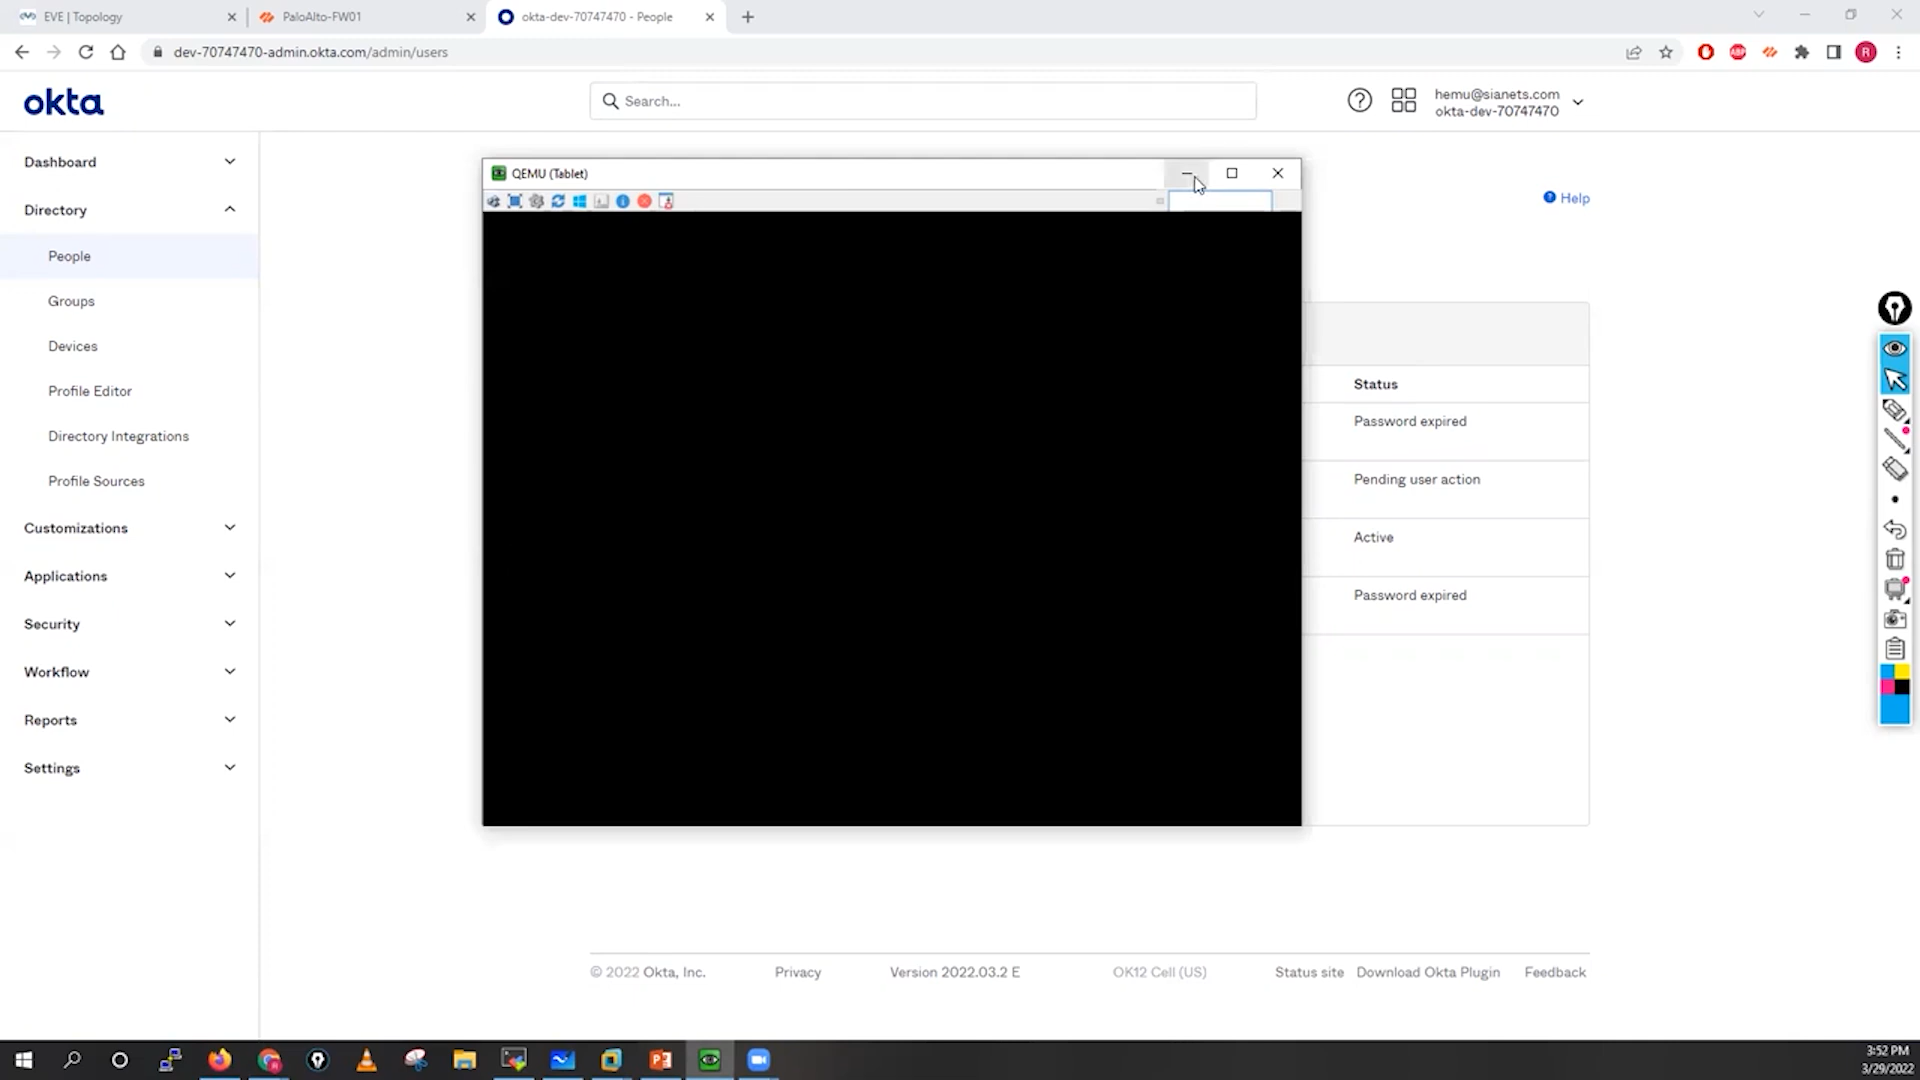 EVE | Topology
PaloAlto-FW01
okta-dev-70747470 - People
dev-70747470-admin.okta.com/admin/users
ABP
R
okta
Search...
hemu@sianets.com
okta-dev-70747470
Dashboard
Directory
People
Groups
Devices
Profile Editor
Directory Integrations
Profile Sources
Customizations
Applications
Security
Workflow
Reports
Settings
QEMU (Tablet)
Help
Status
Password expired
Pending user action
Active
Password expired
© 2022 Okta, Inc.
Privacy
Version 2022.03.2 E
OK12 Cell (US)
Status site
Download Okta Plugin
Feedback
3:52 PM
3/29/2022